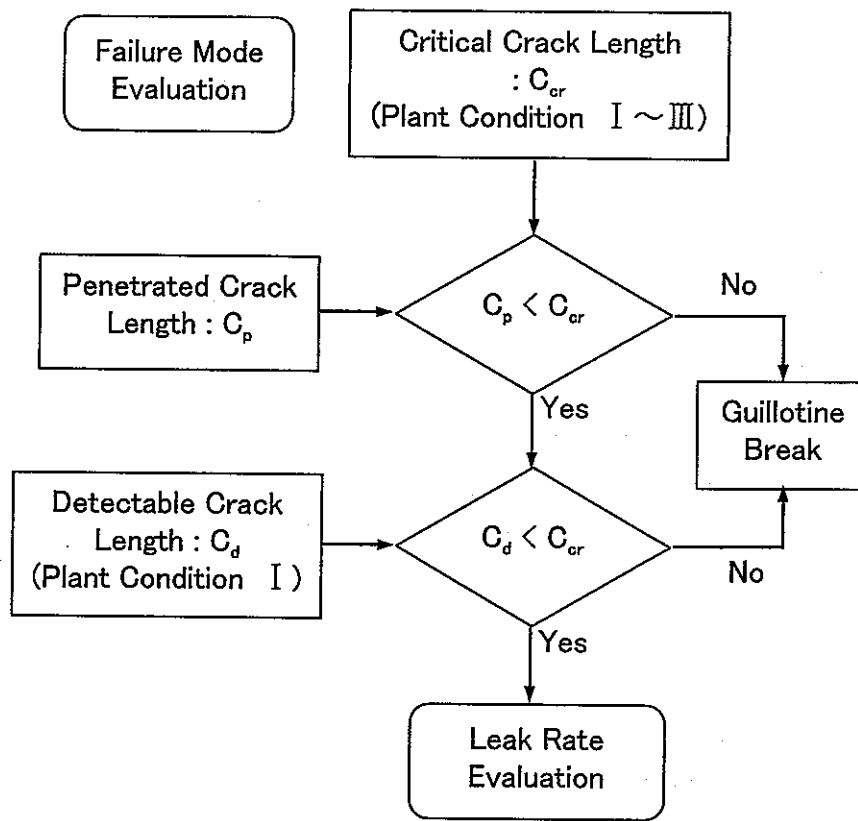 Failure Mode
Evaluation
Critical Crack Length
: C_cr
(Plant Condition Ⅰ～Ⅲ)
Penetrated Crack
Length : C_p
C_p < C_cr
No
Yes
Guillotine
Break
Detectable Crack
Length : C_d
(Plant Condition Ⅰ)
C_d < C_cr
No
Yes
Leak Rate
Evaluation